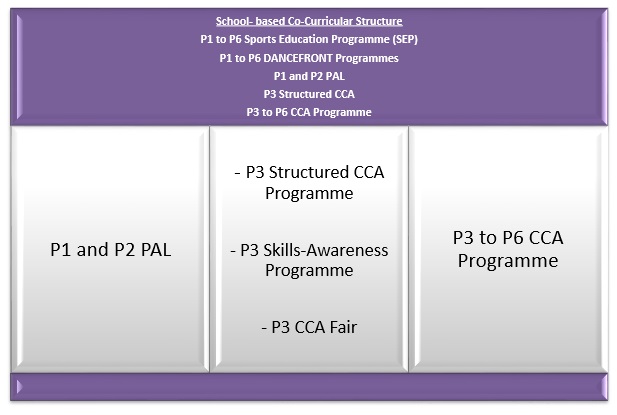 School- based Co-Curricular Structure
P1 to P6 Sports Education Programme (SEP)
P1 to P6 DANCEFRONT Programmes
P1 and P2 PAL
P3 Structured CCA
P3 to P6 CCA Programme
P1 and P2 PAL
- P3 Structured CCA
Programme
- P3 Skills-Awareness
Programme
- P3 CCA Fair
P3 to P6 CCA
Programme